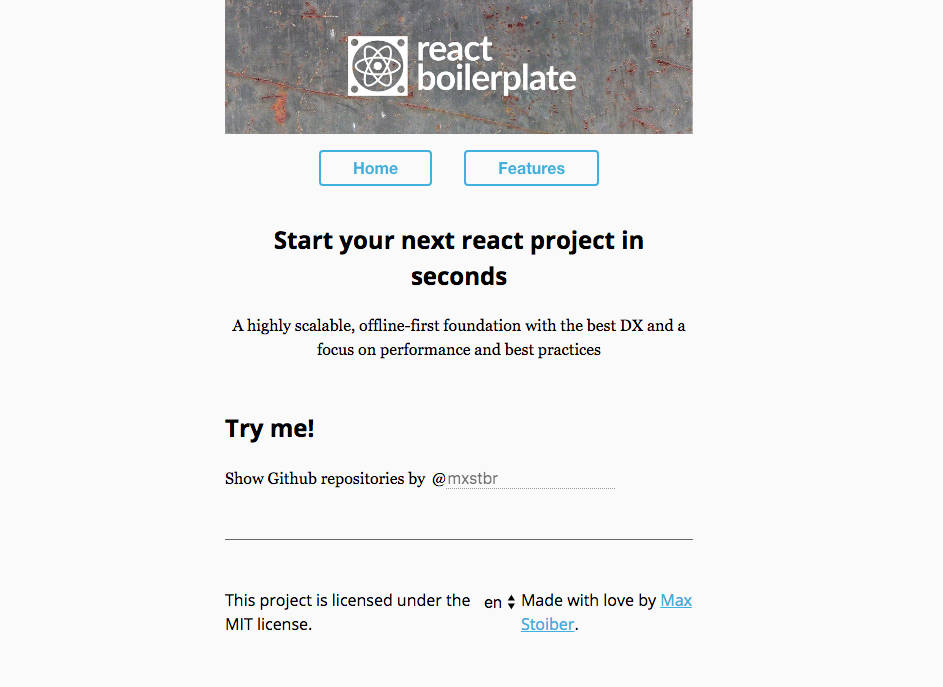 react
boilerplate
Home
Features
Start your next react project in
seconds
A highly scalable, offline-first foundation with the best DX and a
focus on performance and best practices
Try me!
Show Github repositories by @mxstbr
This project is licensed under the
MIT license.
en
Made with love by Max
Stoiber.